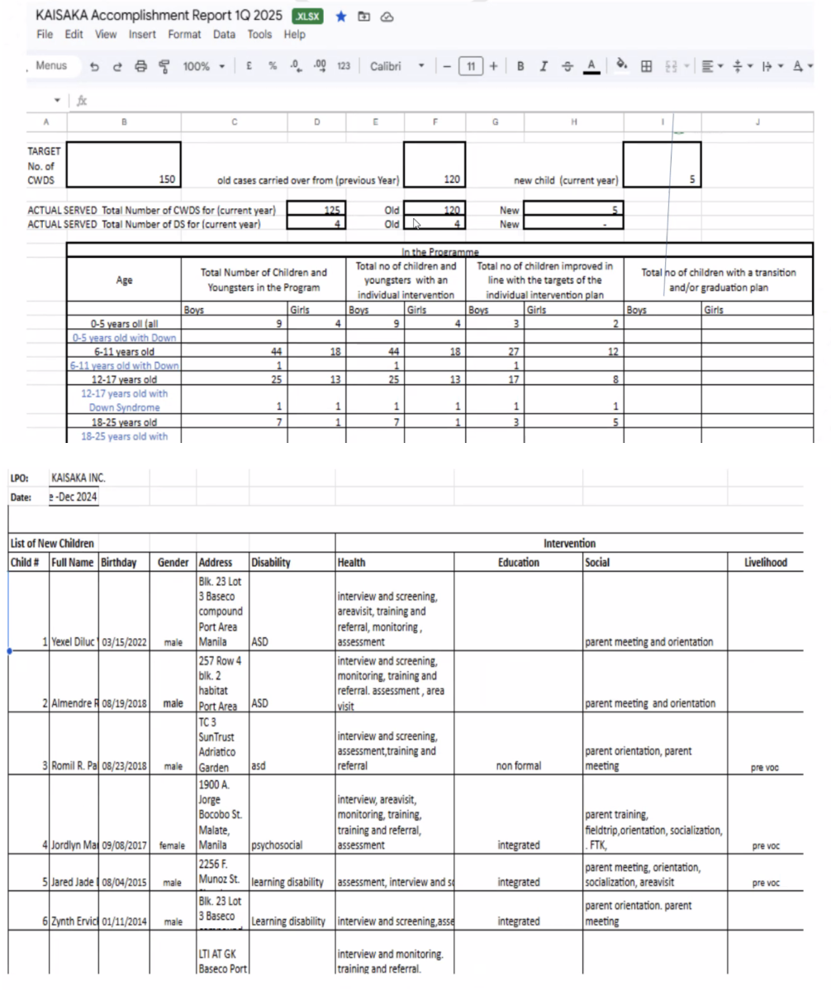 KAISAKA Accomplishment Report 1Q 2025 .XLSX
File Edit View Insert Format Data Tools Help
Menus 100% £ % .0 .00 123 Calibri − 11 + B I A A
fx
A B C D E F G H I J
TARGET
No. of
CWDS 150 old cases carried over from (previous Year) 120 new child (current year) 5
ACTUAL SERVED Total Number of CWDS for (current year) 125 Old 120 New 5
ACTUAL SERVED Total Number of DS for (current year) 4 Old 4 New -
In the Programme
Age
Total Number of Children and
Youngsters in the Program
Total no of children and
youngsters with an
individual intervention
Total no of children improved in
line with the targets of the
individual intervention plan
Total no of children with a transition
and/or graduation plan
Boys Girls Boys Girls Boys Girls Boys Girls
0-5 years oll (all 9 4 9 4 3 2
0-5 years old with Down
6-11 years old 44 18 44 18 27 12
6-11 years old with Down 1 1 1
12-17 years old 25 13 25 13 17 8
12-17 years old with
Down Syndrome 1 1 1 1 1 1
18-25 years old 7 1 7 1 3 5
18-25 years old with
LPO: KAISAKA INC.
Date: e -Dec 2024
List of New Children Intervention
Child # Full Name Birthday Gender Address Disability Health Education Social Livelihood
1 Yexel Diluc 03/15/2022 male
Blk. 23 Lot
3 Baseco
compound
Port Area
Manila
ASD
interview and screening,
areavisit, training and
referral, monitoring ,
assessment
parent meeting and orientation
2 Almendre R 08/19/2018 male
257 Row 4
blk. 2
habitat
Port Area
ASD
interview and screening,
monitoring, training and
referral. assessment , area
visit
parent meeting and orientation
3 Romil R. Pa 08/23/2018 male
TC 3
SunTrust
Adriatico
Garden
asd
interview and screening,
assessment,training and
referral
non formal
parent orientation, parent
meeting
pre voc
4 Jordlyn Ma 09/08/2017 female
1900 A.
Jorge
Bocobo St.
Malate,
Manila
psychosocial
interview, areavisit,
monitoring, training,
training and referral,
assessment
integrated
parent training,
fieldtrip,orientation, socialization,
. FTK,
pre voc
5 Jared Jade 08/04/2015 male
2256 F.
Munoz St.
learning disability
assessment, interview and sc
integrated
parent meeting, orientation,
socialization, areavisit
pre voc
6 Zynth Ervic 01/11/2014 male
Blk. 23 Lot
3 Baseco
Learning disability
interview and screening,asse
integrated
parent orientation. parent
meeting
LTI AT GK
Baseco Port
interview and monitoring.
training and referral.